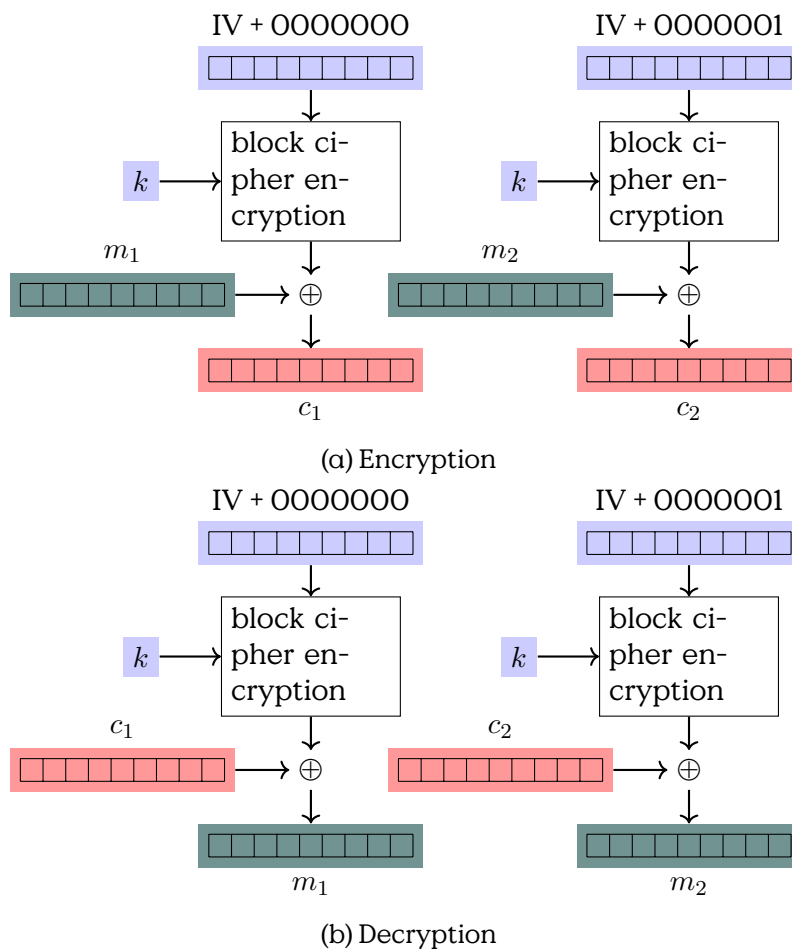 IV + 0000000 IV + 0000001
block ci- block ci-
k pher en- k pher en-
cryption cryption
m₁ m₂
⊕ ⊕
c₁ c₂
(a) Encryption
IV + 0000000 IV + 0000001
block ci- block ci-
k pher en- k pher en-
cryption cryption
c₁ c₂
⊕ ⊕
m₁ m₂
(b) Decryption